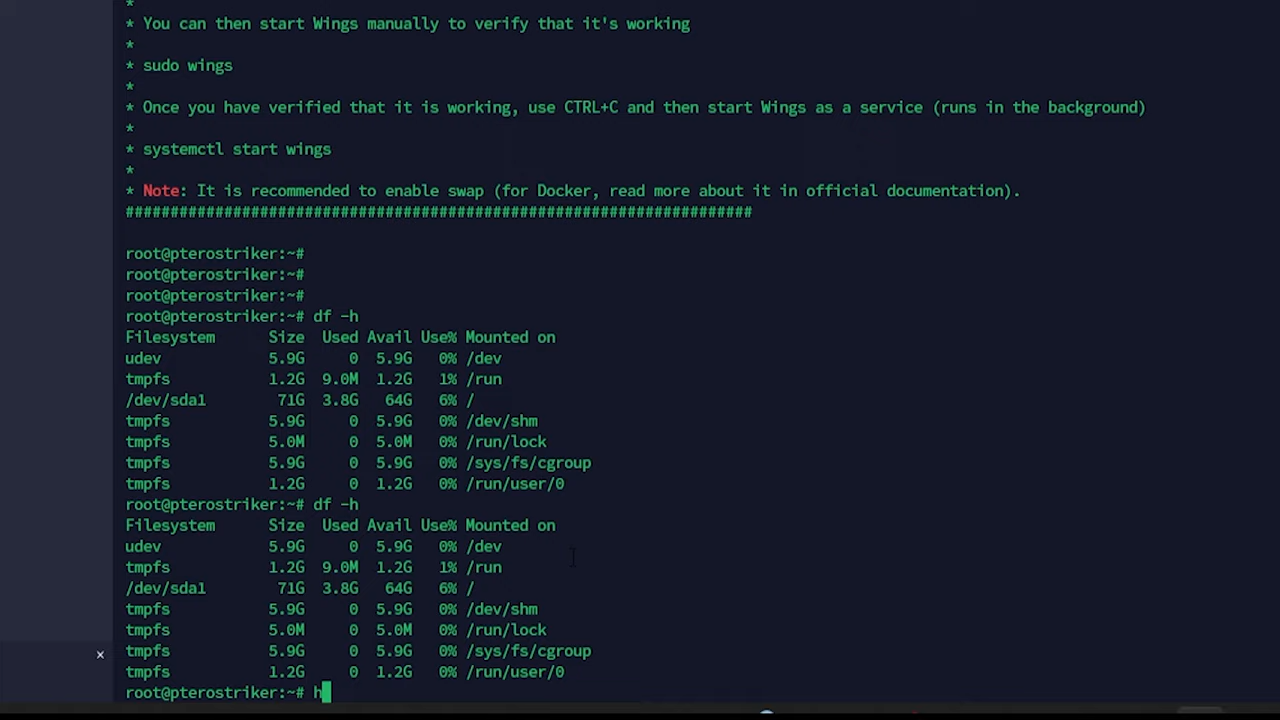 *
* You can then start Wings manually to verify that it's working
*
* sudo wings
*
* Once you have verified that it is working, use CTRL+C and then start Wings as a service (runs in the background)
*
* systemctl start wings
*
* Note: It is recommended to enable swap (for Docker, read more about it in official documentation).
######################################################################
root@pterostriker:~#
root@pterostriker:~#
root@pterostriker:~#
root@pterostriker:~# df -h
Filesystem      Size  Used Avail Use% Mounted on
udev            5.9G     0  5.9G   0% /dev
tmpfs           1.2G  9.0M  1.2G   1% /run
/dev/sda1        71G  3.8G   64G   6% /
tmpfs           5.9G     0  5.9G   0% /dev/shm
tmpfs           5.0M     0  5.0M   0% /run/lock
tmpfs           5.9G     0  5.9G   0% /sys/fs/cgroup
tmpfs           1.2G     0  1.2G   0% /run/user/0
root@pterostriker:~# df -h
Filesystem      Size  Used Avail Use% Mounted on
udev            5.9G     0  5.9G   0% /dev
tmpfs           1.2G  9.0M  1.2G   1% /run
/dev/sda1        71G  3.8G   64G   6% /
tmpfs           5.9G     0  5.9G   0% /dev/shm
tmpfs           5.0M     0  5.0M   0% /run/lock
tmpfs           5.9G     0  5.9G   0% /sys/fs/cgroup
tmpfs           1.2G     0  1.2G   0% /run/user/0
root@pterostriker:~# h